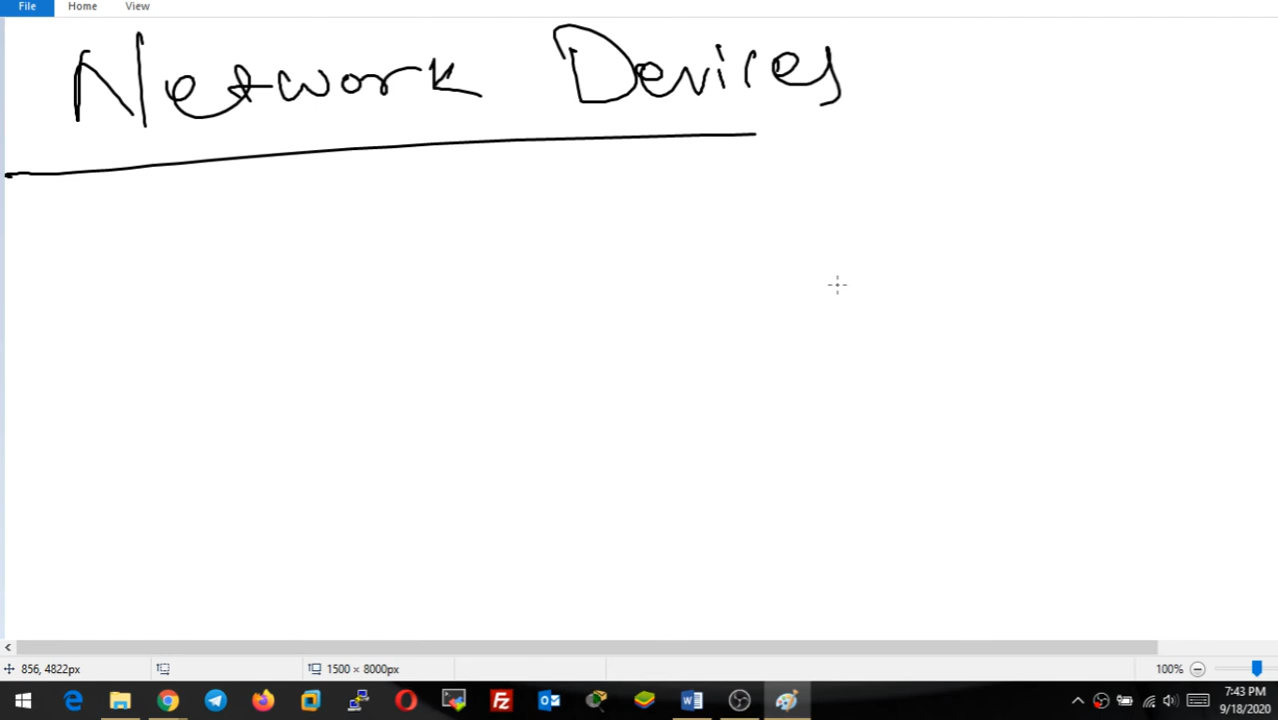 File Home View
Network Devices
856, 4822px 1500 × 8000px 100%
7:43 PM
9/18/2020